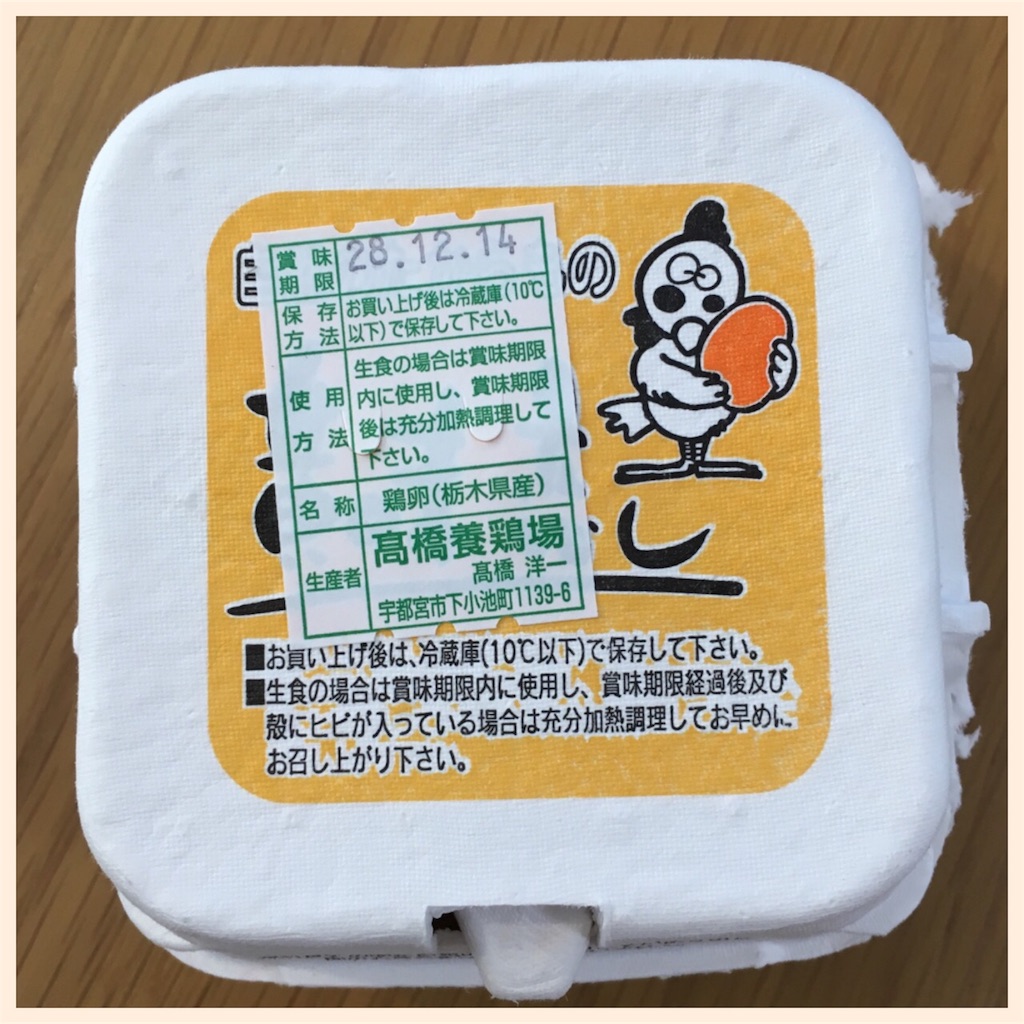 賞味期限 28.12.14
保存方法 お買い上げ後は冷蔵庫(10℃
以下)で保存して下さい。
使用方法 生食の場合は賞味期限
内に使用し、賞味期限
後は充分加熱調理して
下さい。
名称 鶏卵(栃木県産)
生産者 髙橋養鶏場
髙橋 洋一
宇都宮市下小池町1139-6
の
し
■お買い上げ後は、冷蔵庫(10℃以下)で保存して下さい。
■生食の場合は賞味期限内に使用し、賞味期限経過後及び
殻にヒビが入っている場合は充分加熱調理してお早めに
お召し上がり下さい。